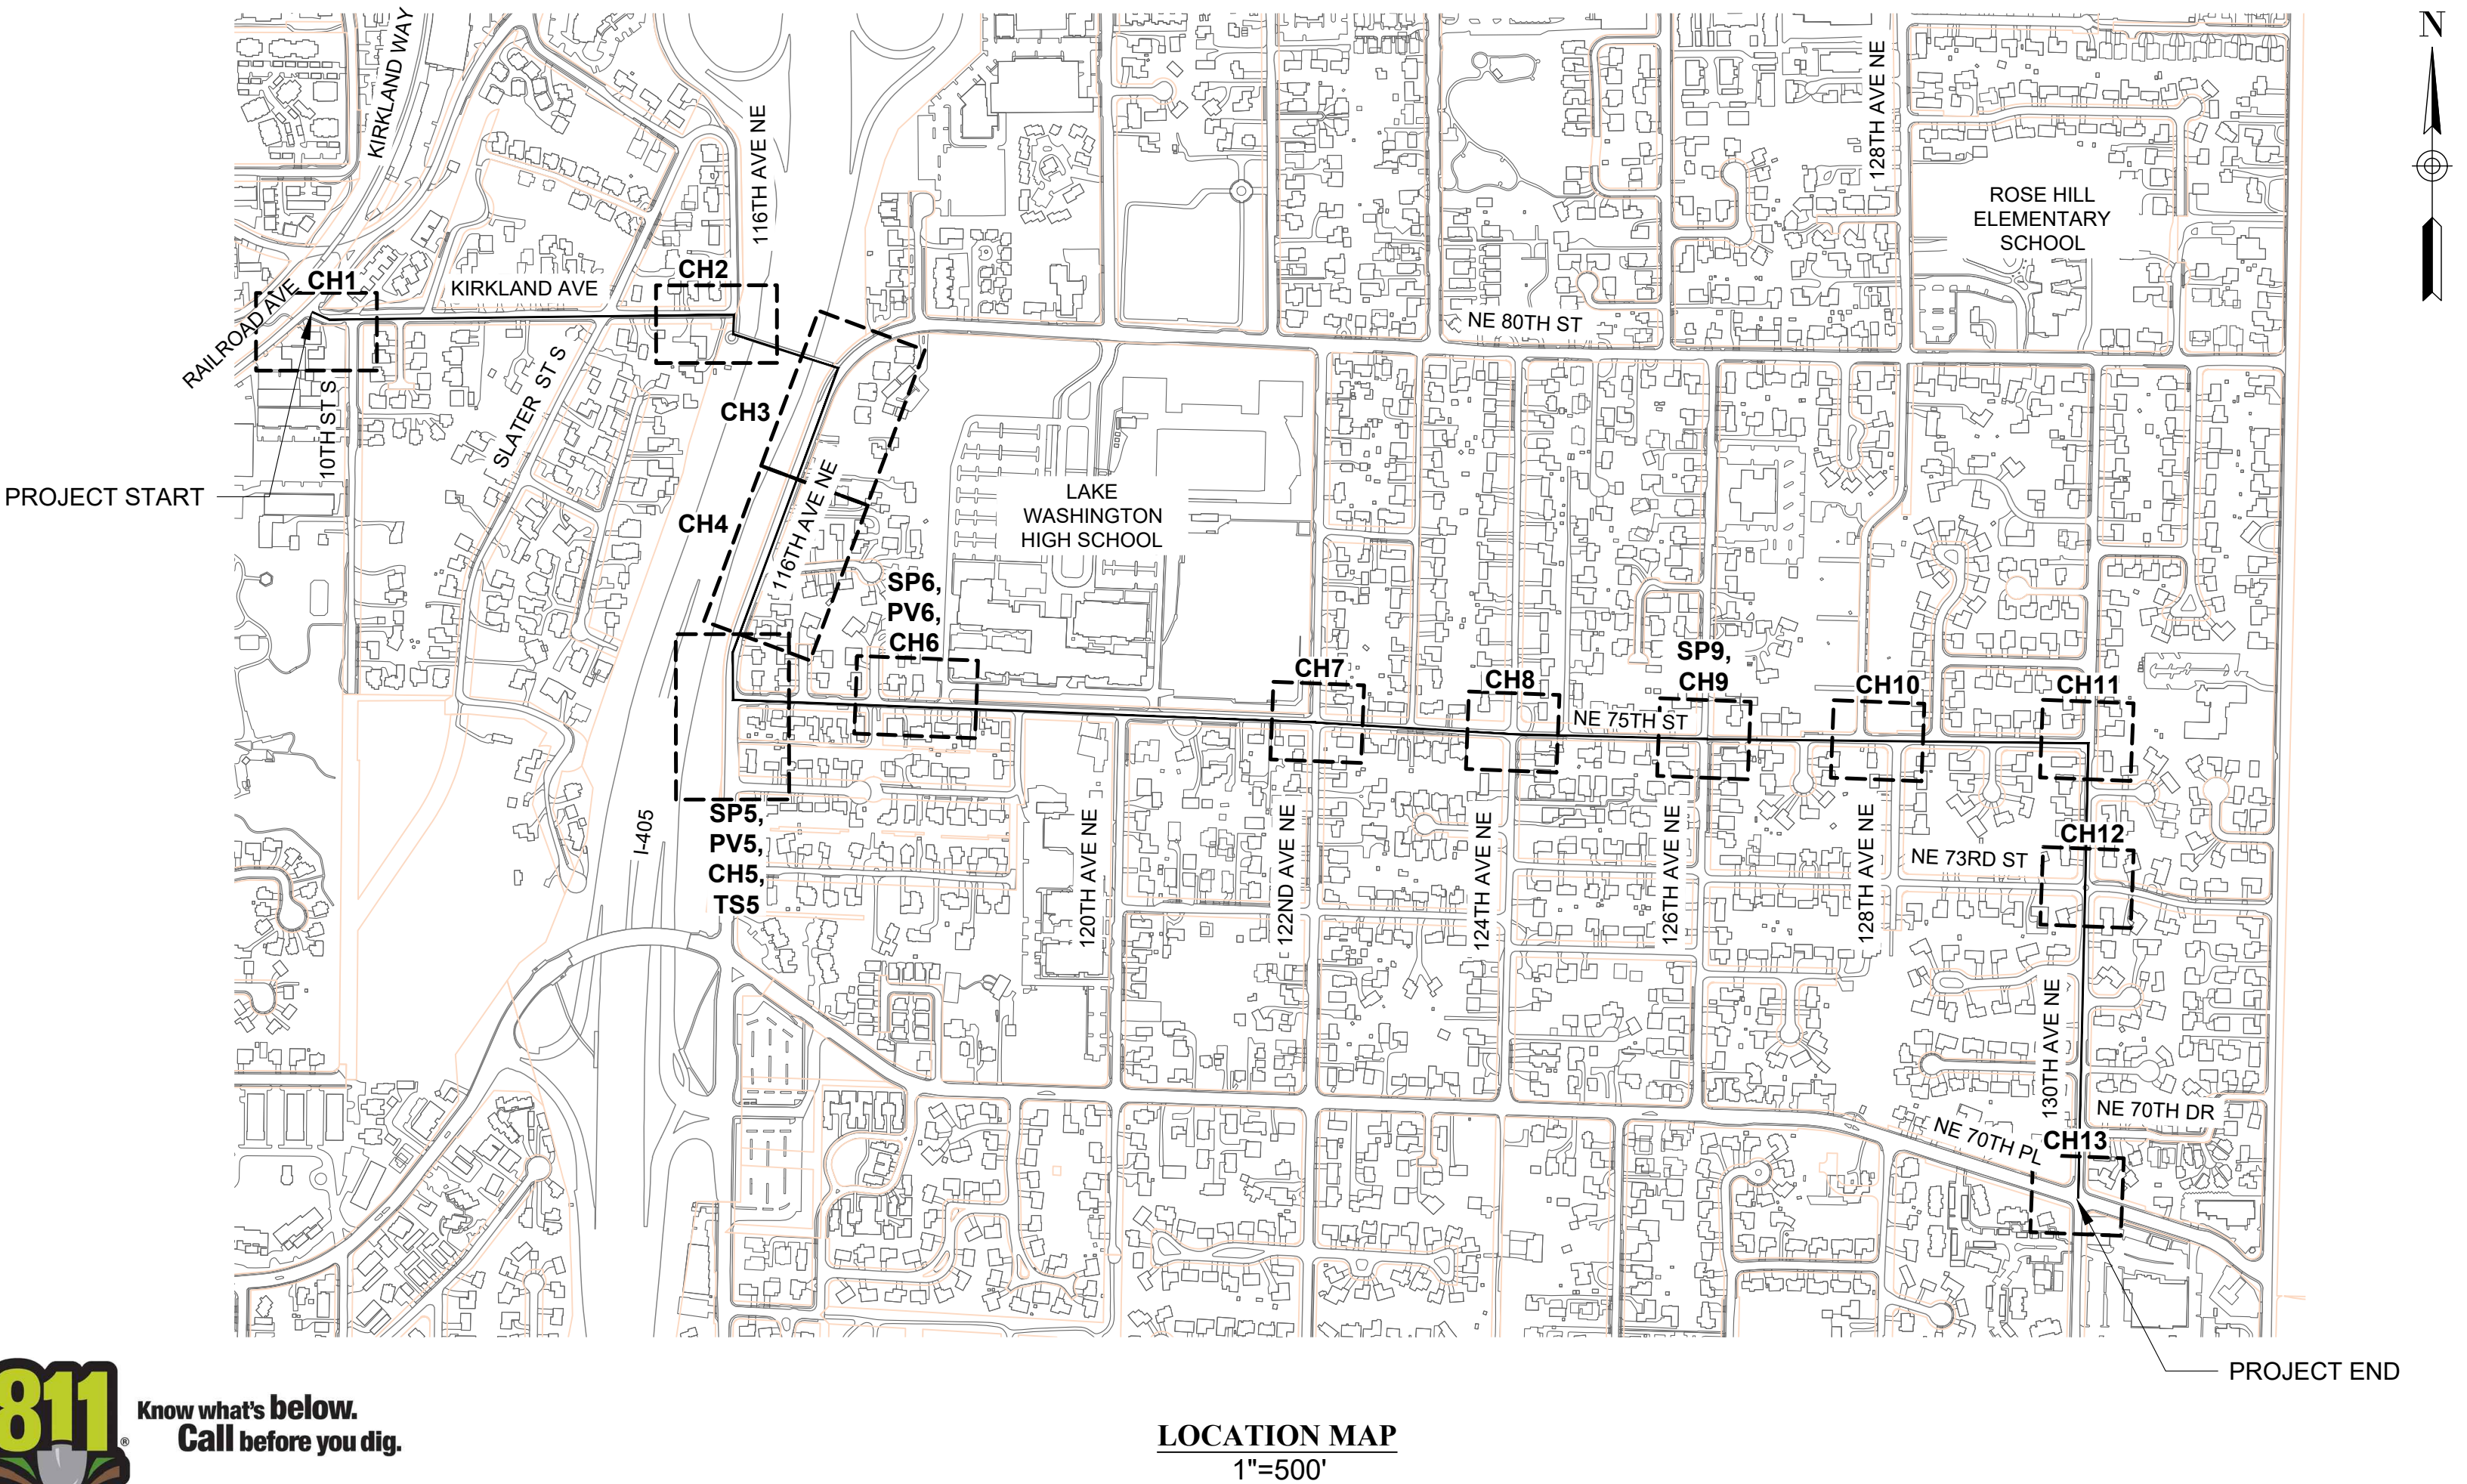 N
KIRKLAND WAY
116TH AVE NE
128TH AVE NE
ROSE HILL
ELEMENTARY
SCHOOL
CH1
CH2
KIRKLAND AVE
RAILROAD AVE
NE 80TH ST
CH3
10TH ST S
SLATER ST S
PROJECT START
CH4
116TH AVE NE
LAKE
WASHINGTON
HIGH SCHOOL
SP6,
PV6,
CH6
CH7
CH8
SP9,
CH9
CH10
CH11
NE 75TH ST
SP5,
PV5,
CH5,
TS5
I-405
120TH AVE NE
122ND AVE NE
124TH AVE NE
126TH AVE NE
128TH AVE NE
CH12
NE 73RD ST
130TH AVE NE
NE 70TH DR
NE 70TH PL
CH13
PROJECT END
811
®
Know what's below.
Call before you dig.
LOCATION MAP
1"=500'